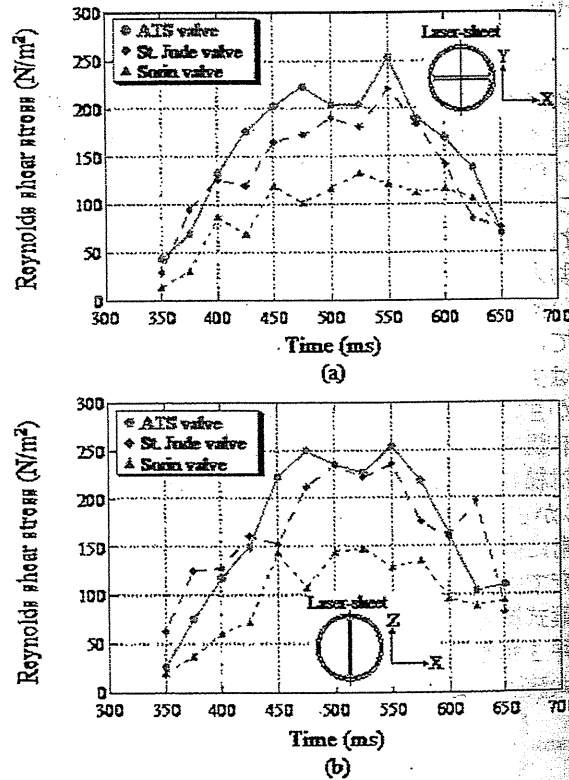 300
ATS valve
St. Jude valve
Sorin valve
Laser-sheet
Y
X
250
200
150
100
50
0
Reynolds shear stress (N/m²)
300 350 400 450 500 550 600 650 700
Time (ms)
(a)
300
ATS valve
St. Jude valve
Sorin valve
250
200
150
100
50
0
Laser-sheet
Z
X
Reynolds shear stress (N/m²)
300 350 400 450 500 550 600 650 700
Time (ms)
(b)